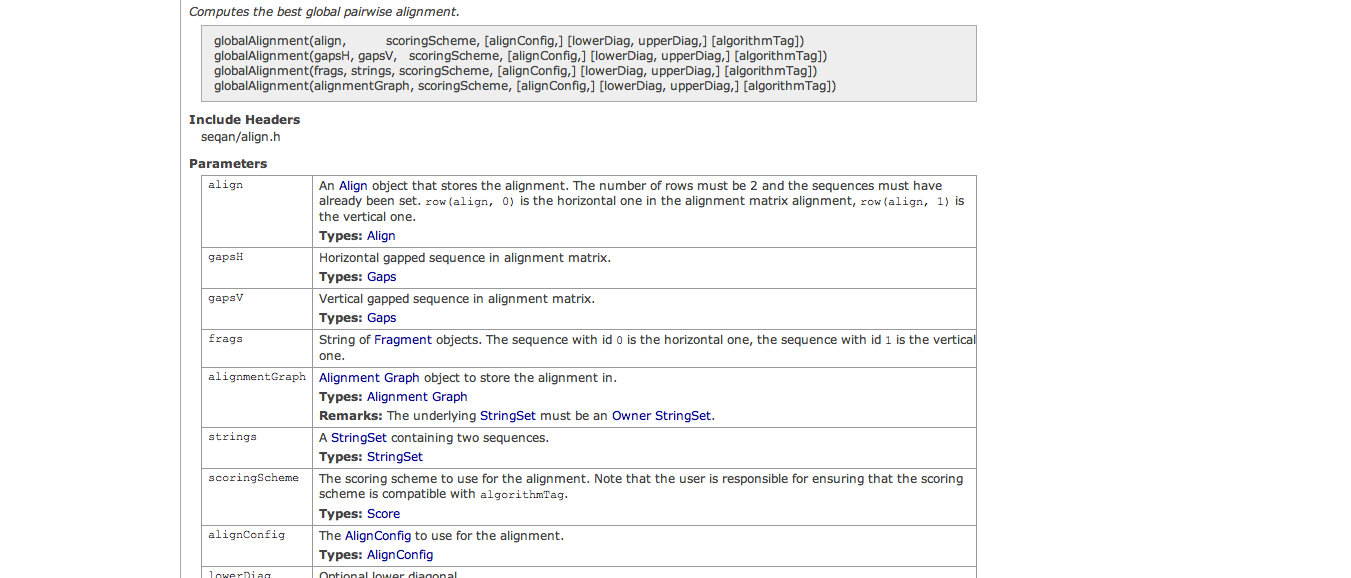 Computes the best global pairwise alignment.
globalAlignment(align, scoringScheme, [alignConfig,] [lowerDiag, upperDiag,] [algorithmTag])
globalAlignment(gapsH, gapsV, scoringScheme, [alignConfig,] [lowerDiag, upperDiag,] [algorithmTag])
globalAlignment(frags, strings, scoringScheme, [alignConfig,] [lowerDiag, upperDiag,] [algorithmTag])
globalAlignment(alignmentGraph, scoringScheme, [alignConfig,] [lowerDiag, upperDiag,] [algorithmTag])
Include Headers
seqan/align.h
Parameters
align
An Align object that stores the alignment. The number of rows must be 2 and the sequences must have
already been set. row(align, 0) is the horizontal one in the alignment matrix alignment, row(align, 1) is
the vertical one.
Types: Align
gapsH
Horizontal gapped sequence in alignment matrix.
Types: Gaps
gapsV
Vertical gapped sequence in alignment matrix.
Types: Gaps
frags
String of Fragment objects. The sequence with id 0 is the horizontal one, the sequence with id 1 is the vertical
one.
alignmentGraph
Alignment Graph object to store the alignment in.
Types: Alignment Graph
Remarks: The underlying StringSet must be an Owner StringSet.
strings
A StringSet containing two sequences.
Types: StringSet
scoringScheme
The scoring scheme to use for the alignment. Note that the user is responsible for ensuring that the scoring
scheme is compatible with algorithmTag.
Types: Score
alignConfig
The AlignConfig to use for the alignment.
Types: AlignConfig
lowerDiag
Optional lower diagonal